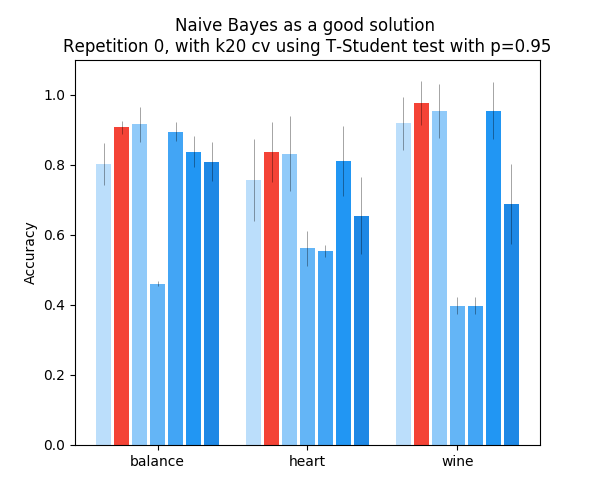 Naive Bayes as a good solution
Repetition 0, with k20 cv using T-Student test with p=0.95
Accuracy
1.0
0.8
0.6
0.4
0.2
0.0
balance heart wine